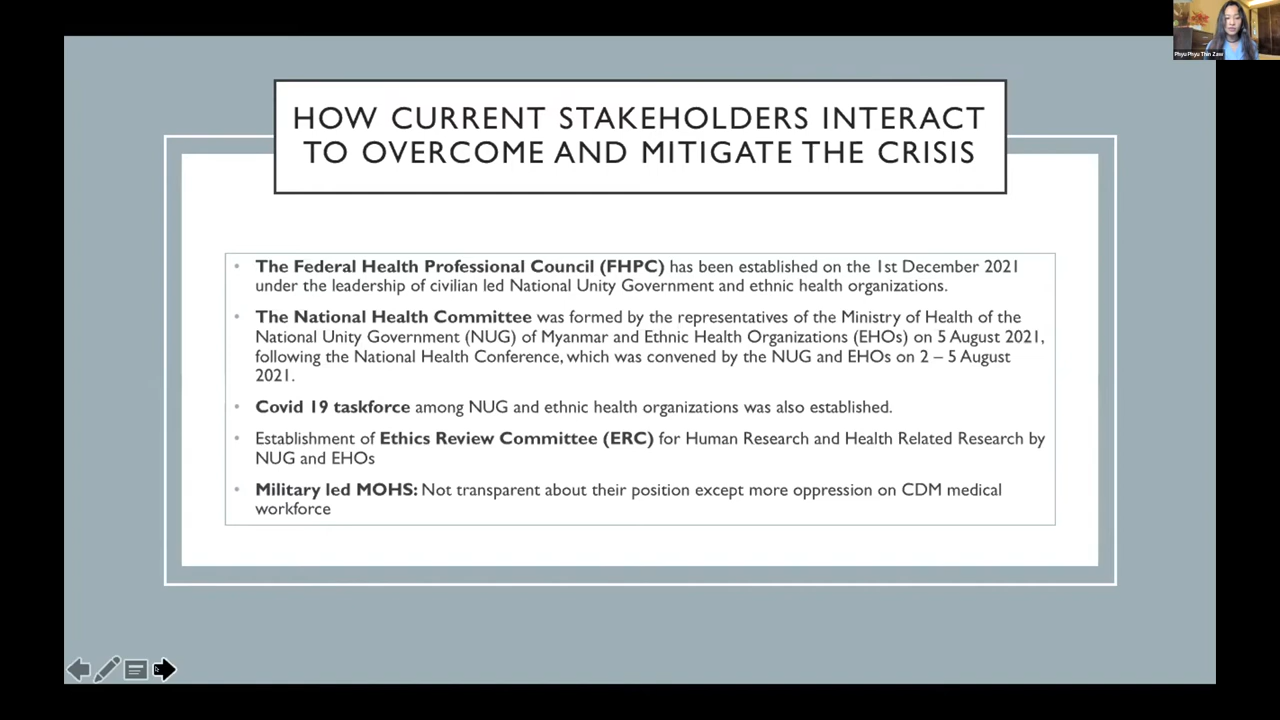 Phyu Phyu Thin Zaw
HOW CURRENT STAKEHOLDERS INTERACT
TO OVERCOME AND MITIGATE THE CRISIS
• The Federal Health Professional Council (FHPC) has been established on the 1st December 2021
under the leadership of civilian led National Unity Government and ethnic health organizations.
• The National Health Committee was formed by the representatives of the Ministry of Health of the
National Unity Government (NUG) of Myanmar and Ethnic Health Organizations (EHOs) on 5 August 2021,
following the National Health Conference, which was convened by the NUG and EHOs on 2 – 5 August
2021.
• Covid 19 taskforce among NUG and ethnic health organizations was also established.
• Establishment of Ethics Review Committee (ERC) for Human Research and Health Related Research by
NUG and EHOs
• Military led MOHS: Not transparent about their position except more oppression on CDM medical
workforce